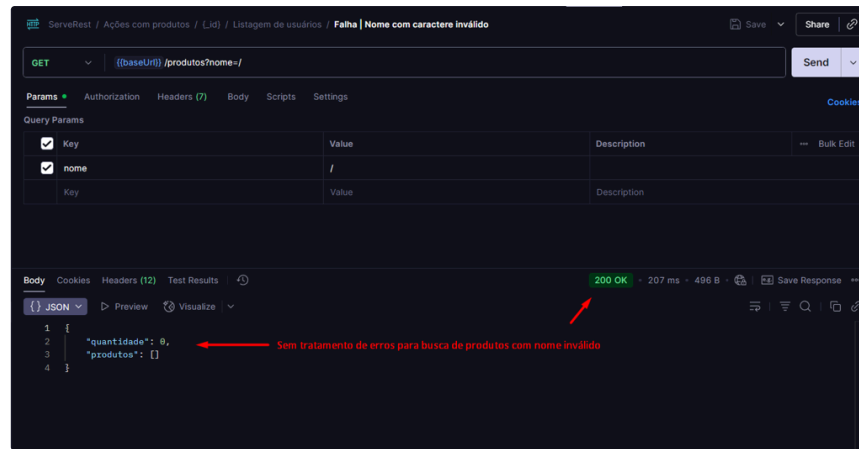 HTTP ServeRest / Ações com produtos / {_id} / Listagem de usuários / Falha | Nome com caractere inválido Save Share
GET {{baseUrl}} /produtos?nome=/ Send
Params Authorization Headers (7) Body Scripts Settings Cookies
Query Params
Key Value Description Bulk Edit
nome /
Key Value Description
Body Cookies Headers (12) Test Results 200 OK 207 ms 496 B Save Response
{} JSON Preview Visualize
1 {
2 "quantidade": 0, Sem tratamento de erros para busca de produtos com nome inválido
3 "produtos": []
4 }